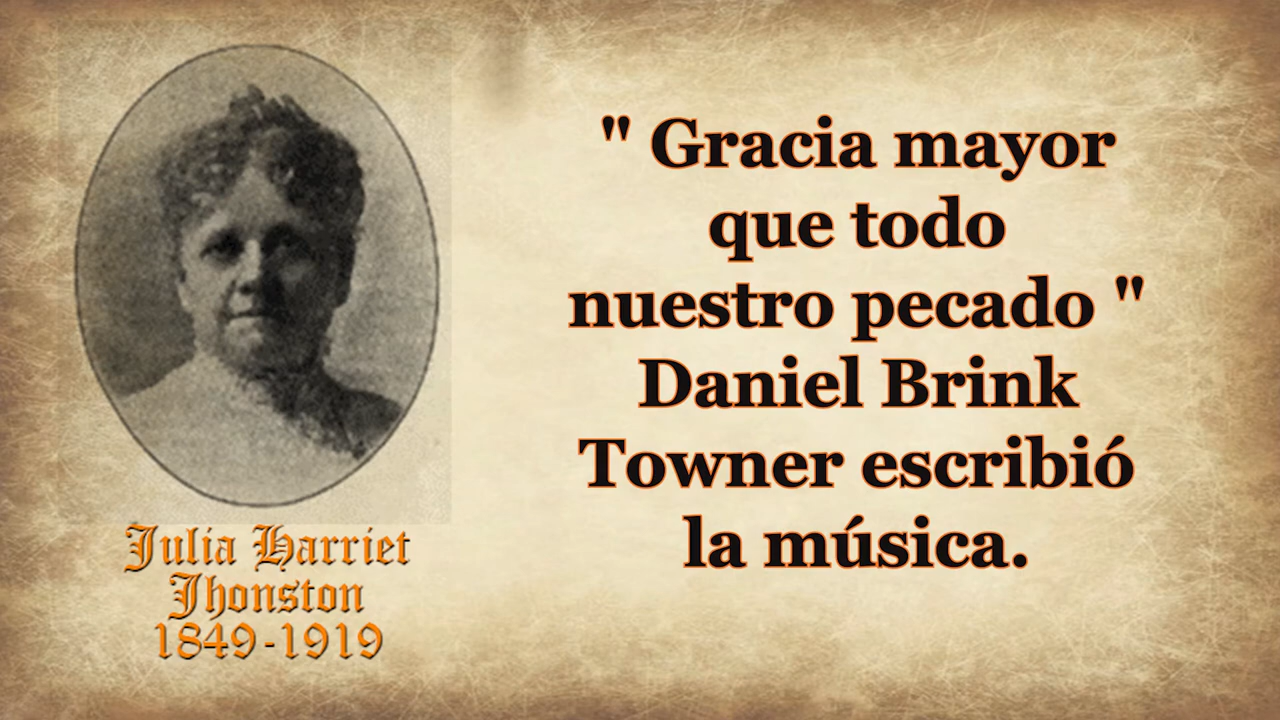 Julia Harriet
Jhonston
1849-1919
" Gracia mayor
que todo
nuestro pecado "
Daniel Brink
Towner escribió
la música.